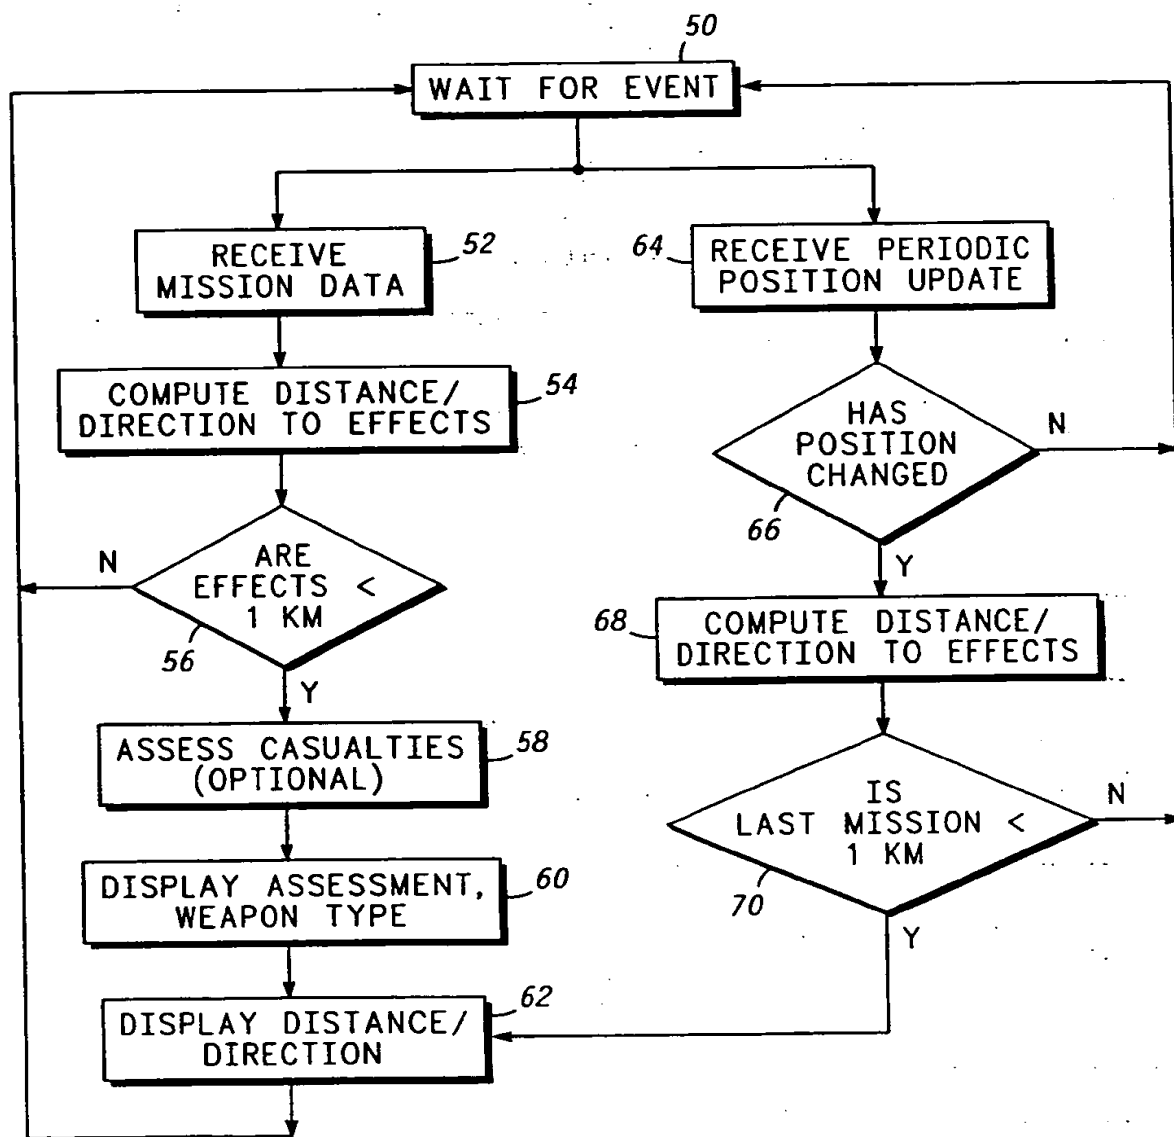 50
WAIT FOR EVENT
RECEIVE
MISSION DATA
52
64
RECEIVE PERIODIC
POSITION UPDATE
COMPUTE DISTANCE/
DIRECTION TO EFFECTS
54
HAS
POSITION
CHANGED
N
66
Y
ARE
EFFECTS <
1 KM
N
56
Y
68
COMPUTE DISTANCE/
DIRECTION TO EFFECTS
ASSESS CASUALTIES
(OPTIONAL)
58
IS
LAST MISSION <
1 KM
N
70
Y
DISPLAY ASSESSMENT,
WEAPON TYPE
60
DISPLAY DISTANCE/
DIRECTION
62